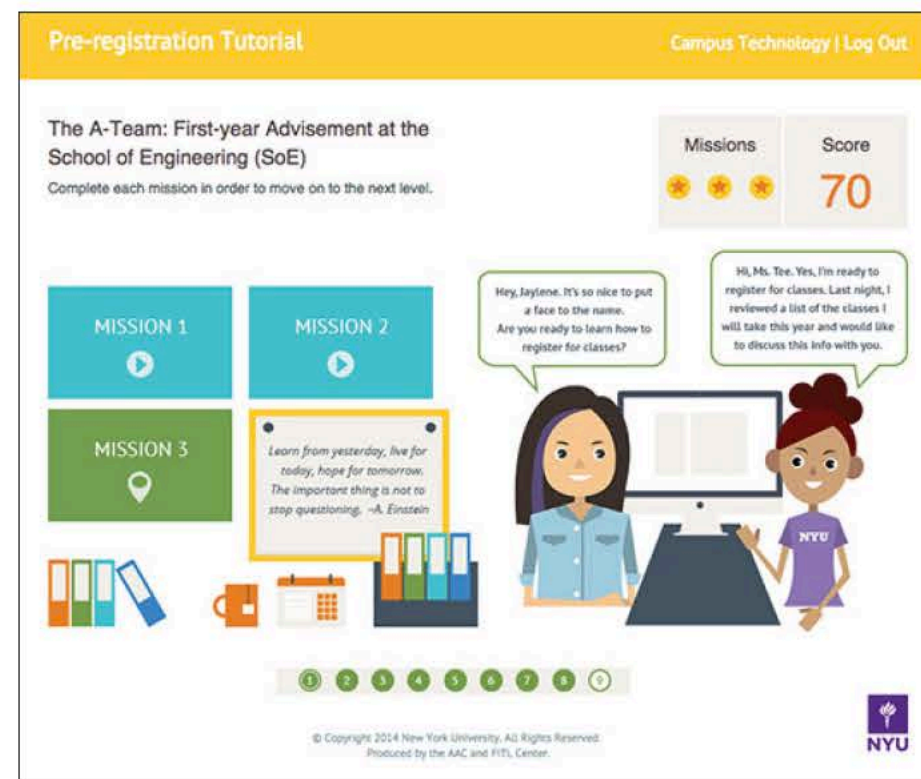 Pre-registration Tutorial
Campus Technology | Log Out
The A-Team: First-year Advisement at the
School of Engineering (SoE)
Complete each mission in order to move on to the next level.
Missions
Score
70
MISSION 1
MISSION 2
MISSION 3
Learn from yesterday, live for
today, hope for tomorrow.
The important thing is not to
stop questioning. –A. Einstein
Hey, Jaylene. It's so nice to put
a face to the name.
Are you ready to learn how to
register for classes?
Hi, Ms. Tee. Yes, I'm ready to
register for classes. Last night, I
reviewed a list of the classes I
will take this year and would like
to discuss this info with you.
NYU
1 2 3 4 5 6 7 8 9
© Copyright 2014 New York University. All Rights Reserved
Produced by the AAC and FITL Center.
NYU